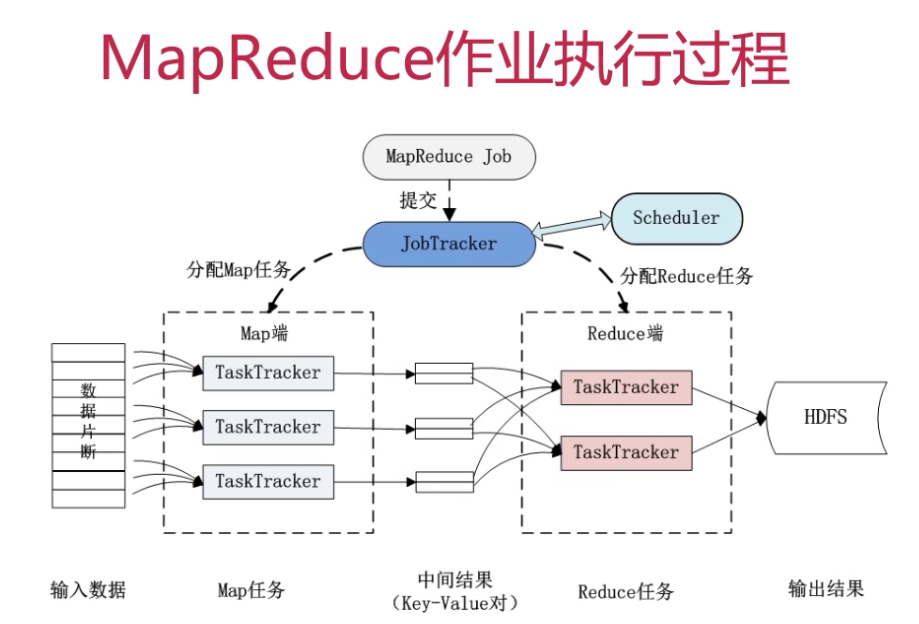 MapReduce作业执行过程
MapReduce Job
提交
JobTracker
Scheduler
分配Map任务
分配Reduce任务
Map端
Reduce端
数
据
片
断
TaskTracker
TaskTracker
TaskTracker
TaskTracker
TaskTracker
HDFS
输入数据
Map任务
中间结果
（Key-Value对）
Reduce任务
输出结果